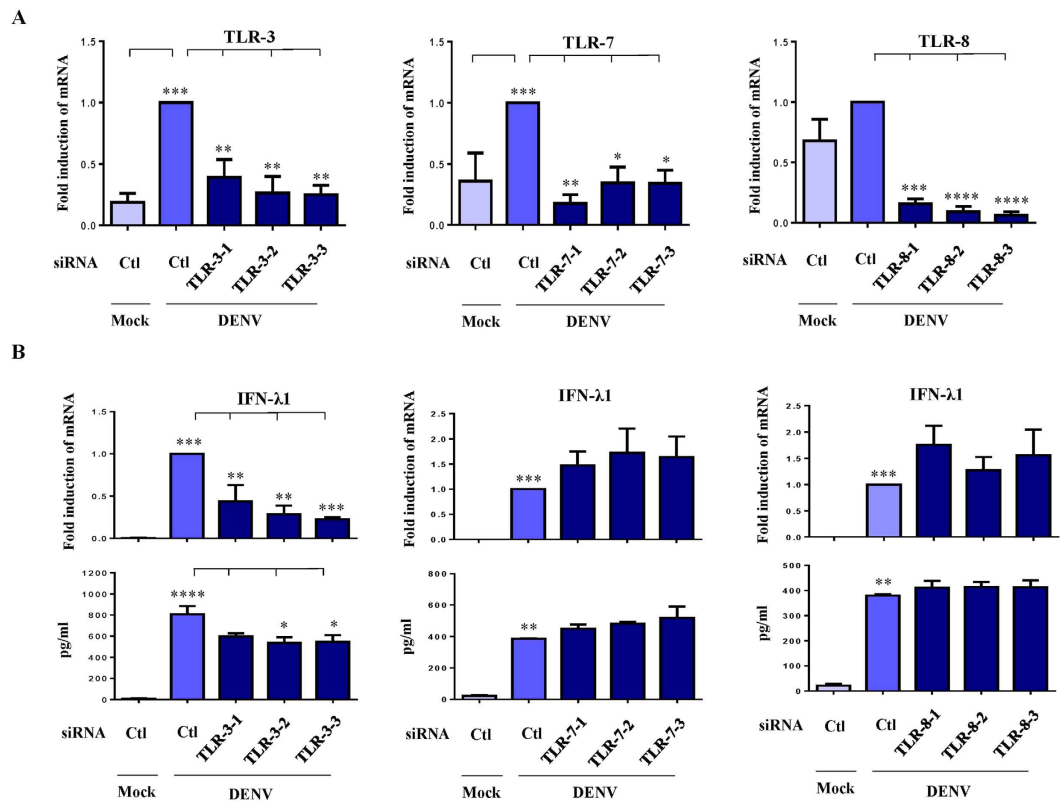 A
TLR-3
Fold induction of mRNA
1.5
1.0
0.5
0.0
***
**
**
**
siRNA
Ctl
Ctl
TLR-3-1
TLR-3-2
TLR-3-3
Mock
DENV
TLR-7
Fold induction of mRNA
1.5
1.0
0.5
0.0
***
**
*
*
Ctl
Ctl
TLR-7-1
TLR-7-2
TLR-7-3
Mock
DENV
TLR-8
Fold induction of mRNA
1.5
1.0
0.5
0.0
***
****
****
Ctl
Ctl
TLR-8-1
TLR-8-2
TLR-8-3
Mock
DENV
B
IFN-λ1
Fold induction of mRNA
1.5
1.0
0.5
0.0
***
**
**
***
pg/ml
1200
1000
800
600
400
200
0
****
*
*
siRNA
Ctl
Ctl
TLR-3-1
TLR-3-2
TLR-3-3
Mock
DENV
IFN-λ1
Fold induction of mRNA
2.5
2.0
1.5
1.0
0.5
0.0
***
pg/ml
800
600
400
200
0
**
siRNA
Ctl
Ctl
TLR-7-1
TLR-7-2
TLR-7-3
Mock
DENV
IFN-λ1
Fold induction of mRNA
2.5
2.0
1.5
1.0
0.5
0.0
***
pg/ml
500
400
300
200
100
0
**
siRNA
Ctl
Ctl
TLR-8-1
TLR-8-2
TLR-8-3
Mock
DENV